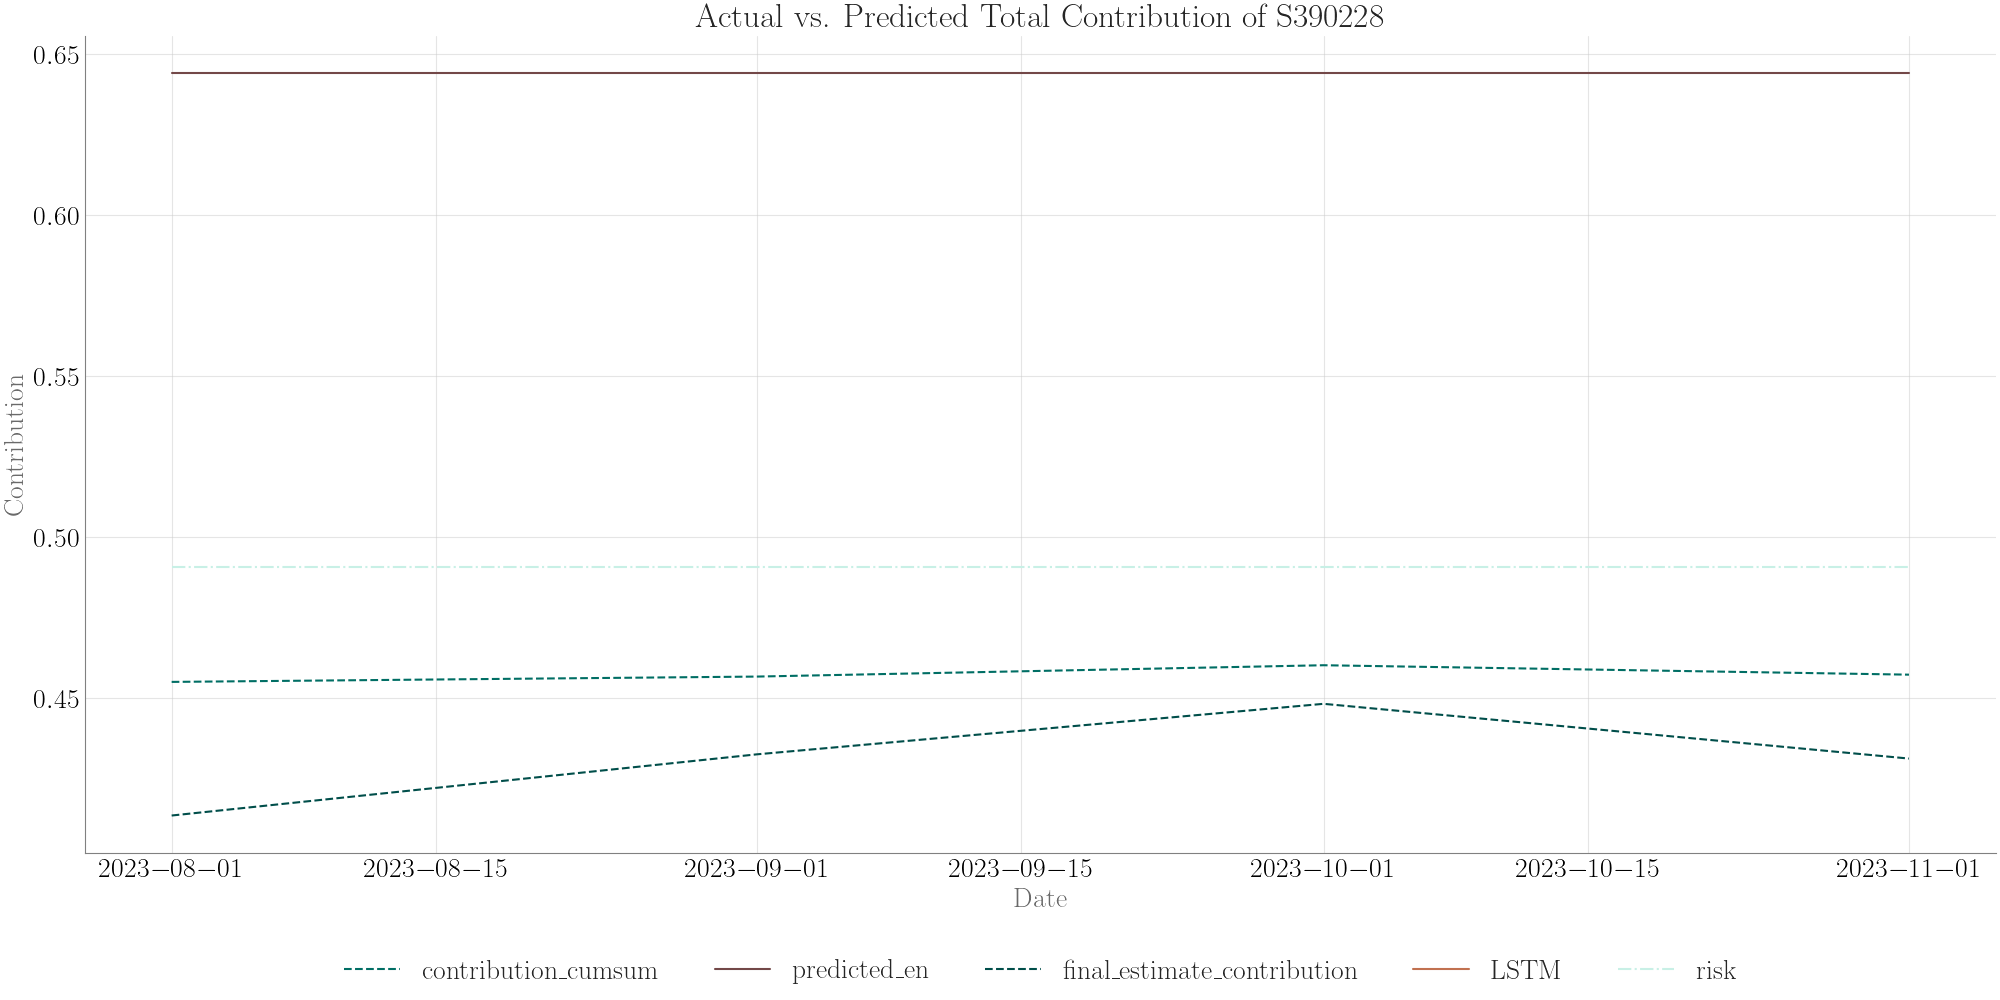 Actual vs. Predicted Total Contribution of S390228
0.65
0.60
0.55
0.50
0.45
Contribution
2023−08−01 2023−08−15 2023−09−01 2023−09−15 2023−10−01 2023−10−15 2023−11−01
Date
contribution_cumsum predicted_en final_estimate_contribution LSTM risk